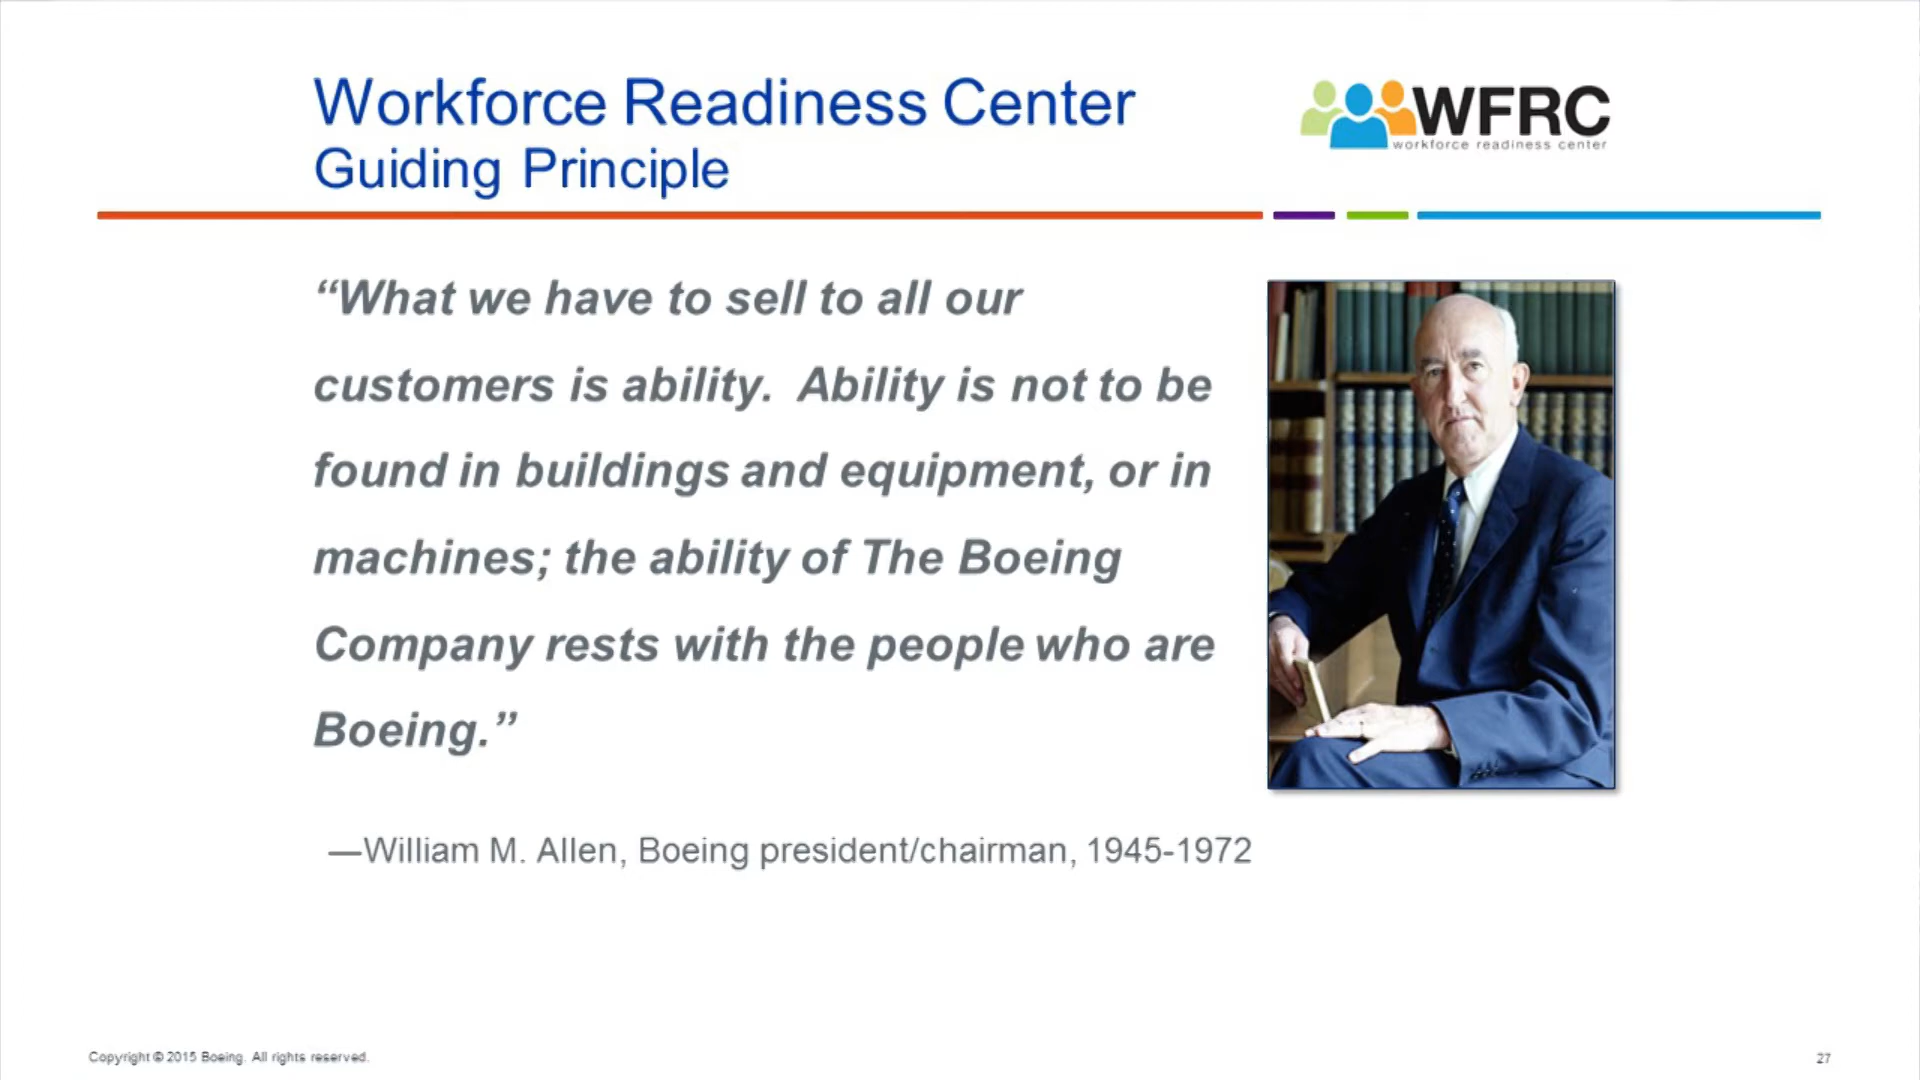 Workforce Readiness Center
Guiding Principle
WFRC
workforce readiness center
“What we have to sell to all our
customers is ability.  Ability is not to be
found in buildings and equipment, or in
machines; the ability of The Boeing
Company rests with the people who are
Boeing.”
—William M. Allen, Boeing president/chairman, 1945-1972
Copyright © 2015 Boeing. All rights reserved.
27